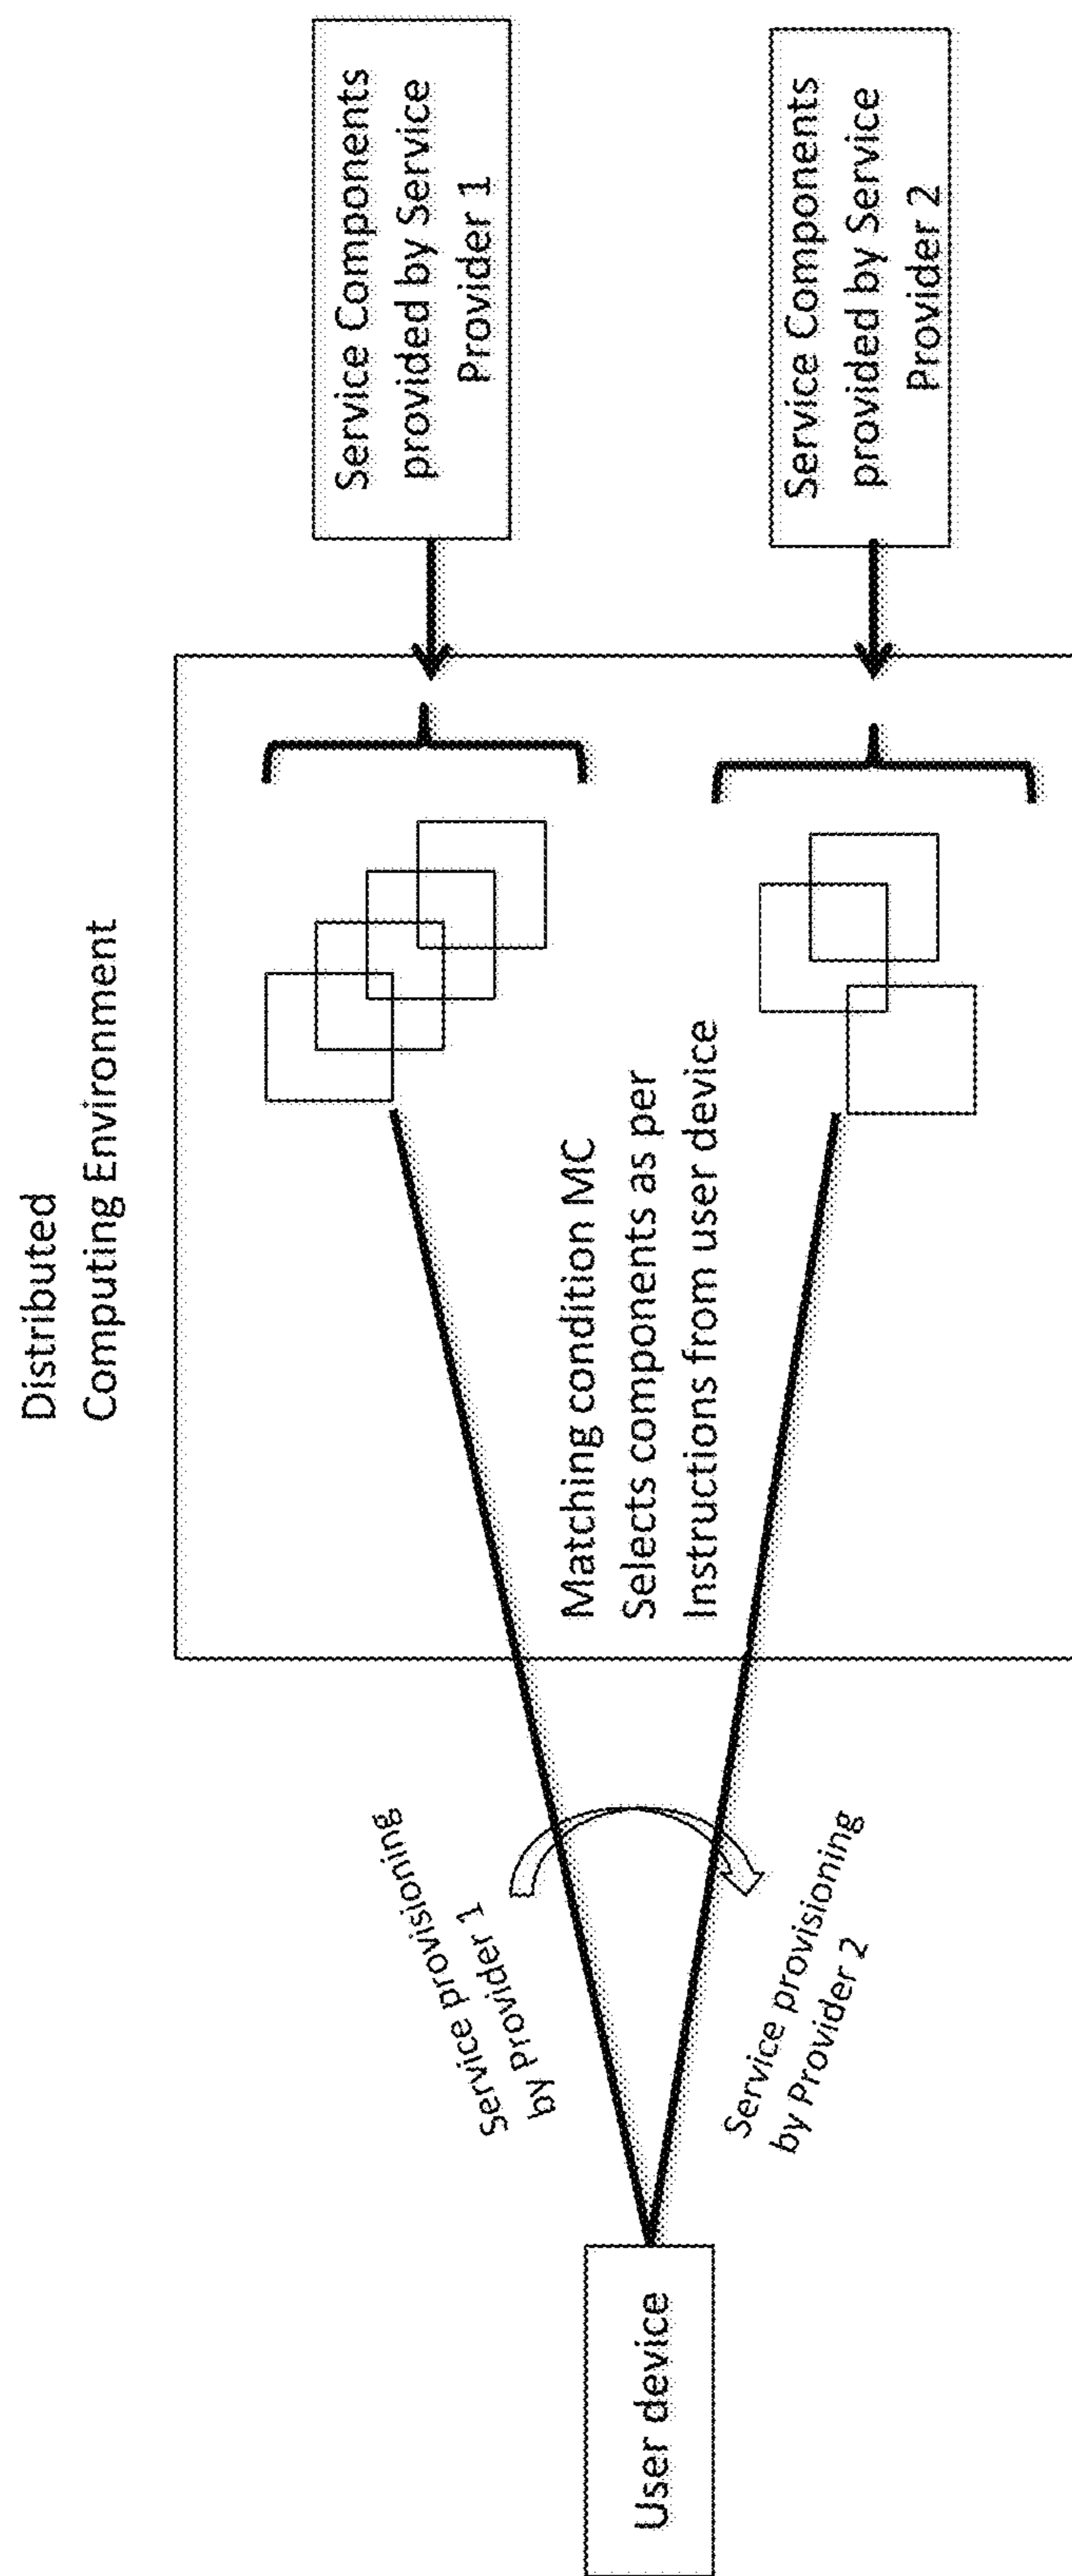 Distributed
Computing Environment
Service Components
provided by Service
Provider 1
Service Components
provided by Service
Provider 2
Matching condition MC
Selects components as per
Instructions from user device
Service provisioning
by Provider 1
Service provisioning
by Provider 2
User device